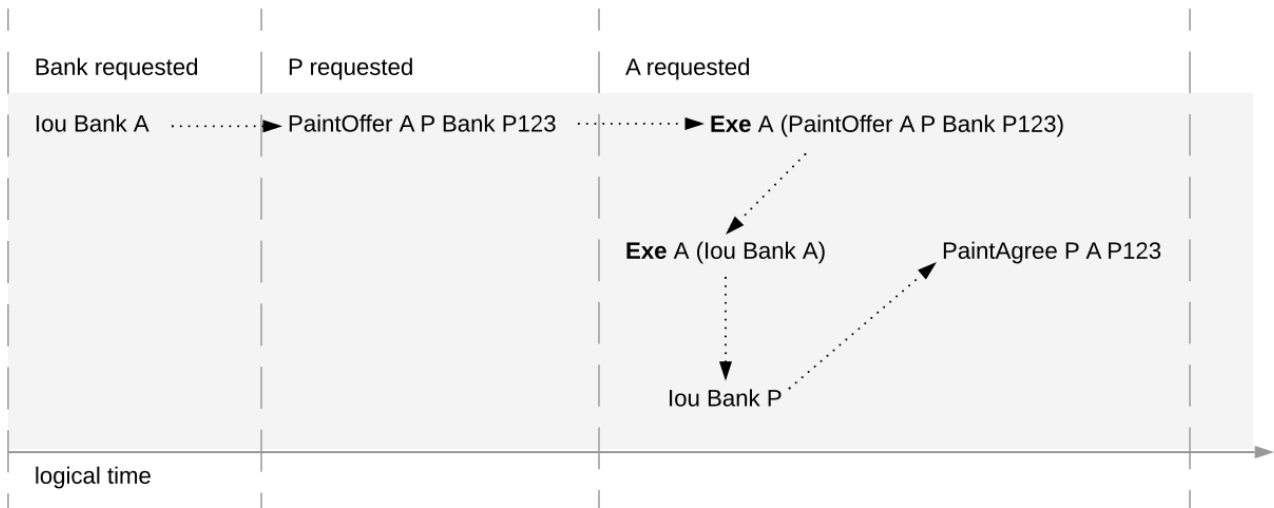 Bank requested
P requested
A requested
Iou Bank A
PaintOffer A P Bank P123
Exe A (PaintOffer A P Bank P123)
Exe A (Iou Bank A)
PaintAgree P A P123
Iou Bank P
logical time